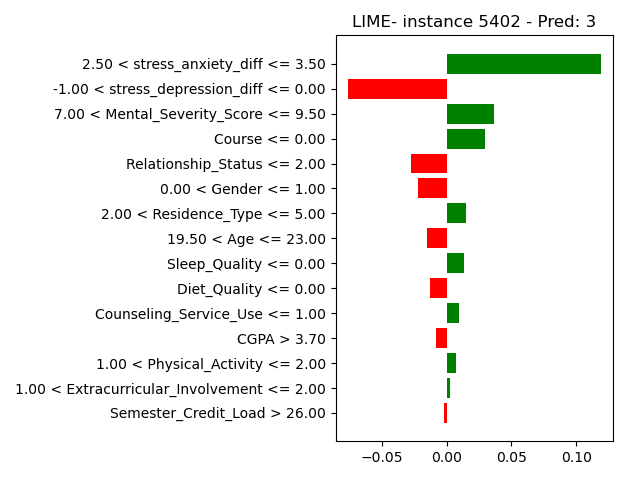 LIME- instance 5402 - Pred: 3
2.50 < stress_anxiety_diff <= 3.50
-1.00 < stress_depression_diff <= 0.00
7.00 < Mental_Severity_Score <= 9.50
Course <= 0.00
Relationship_Status <= 2.00
0.00 < Gender <= 1.00
2.00 < Residence_Type <= 5.00
19.50 < Age <= 23.00
Sleep_Quality <= 0.00
Diet_Quality <= 0.00
Counseling_Service_Use <= 1.00
CGPA > 3.70
1.00 < Physical_Activity <= 2.00
1.00 < Extracurricular_Involvement <= 2.00
Semester_Credit_Load > 26.00
−0.05 0.00 0.05 0.10